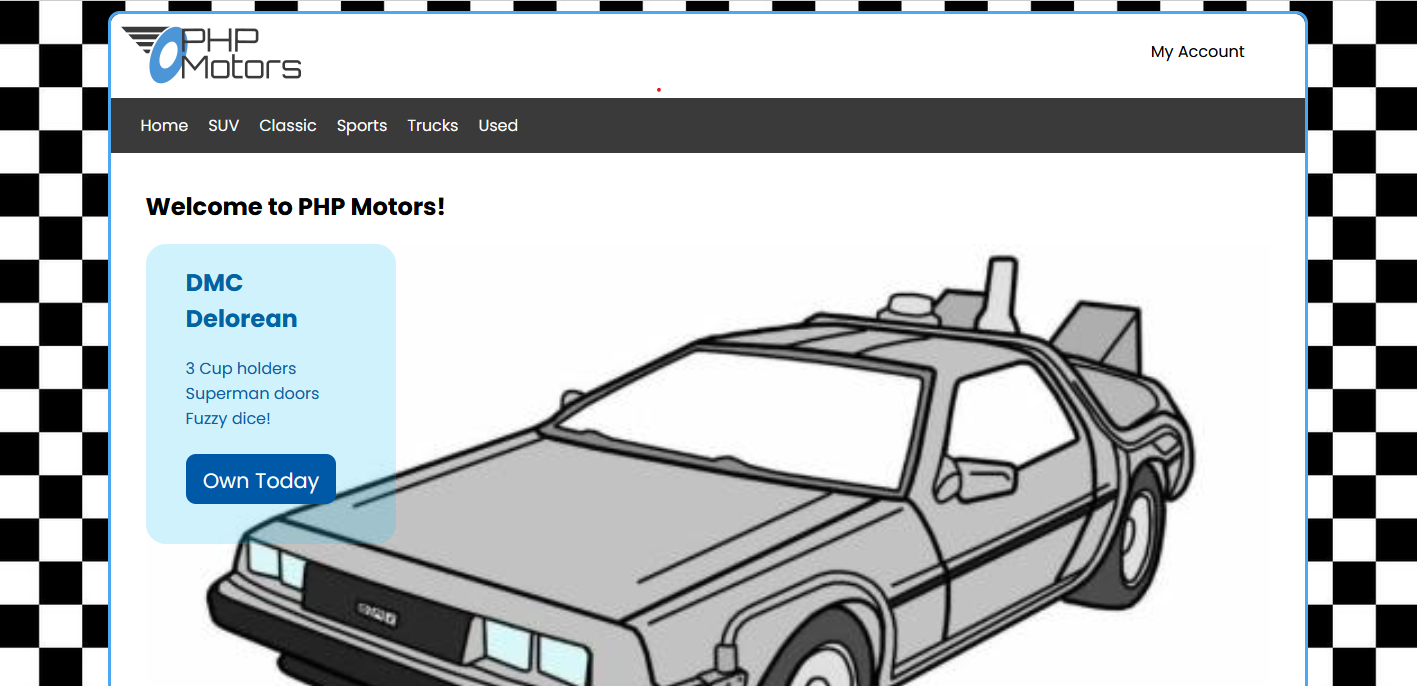 PHP
Motors
My Account
Home SUV Classic Sports Trucks Used
Welcome to PHP Motors!
DMC
Delorean
3 Cup holders
Superman doors
Fuzzy dice!
Own Today